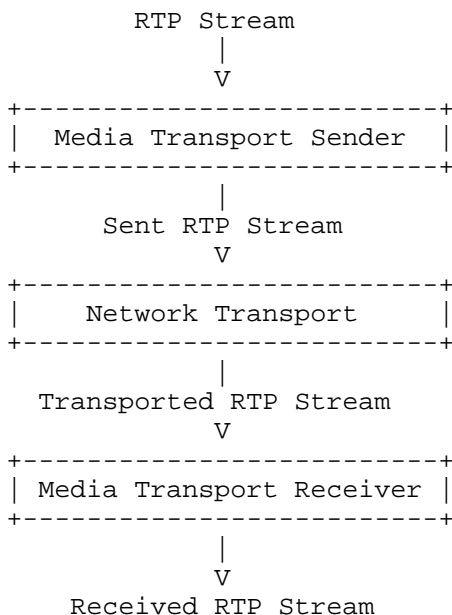 RTP Stream
|
V
+---------------------------+
|  Media Transport Sender  |
+---------------------------+
|
Sent RTP Stream
V
+---------------------------+
|    Network Transport     |
+---------------------------+
|
Transported RTP Stream
V
+---------------------------+
| Media Transport Receiver |
+---------------------------+
|
V
Received RTP Stream